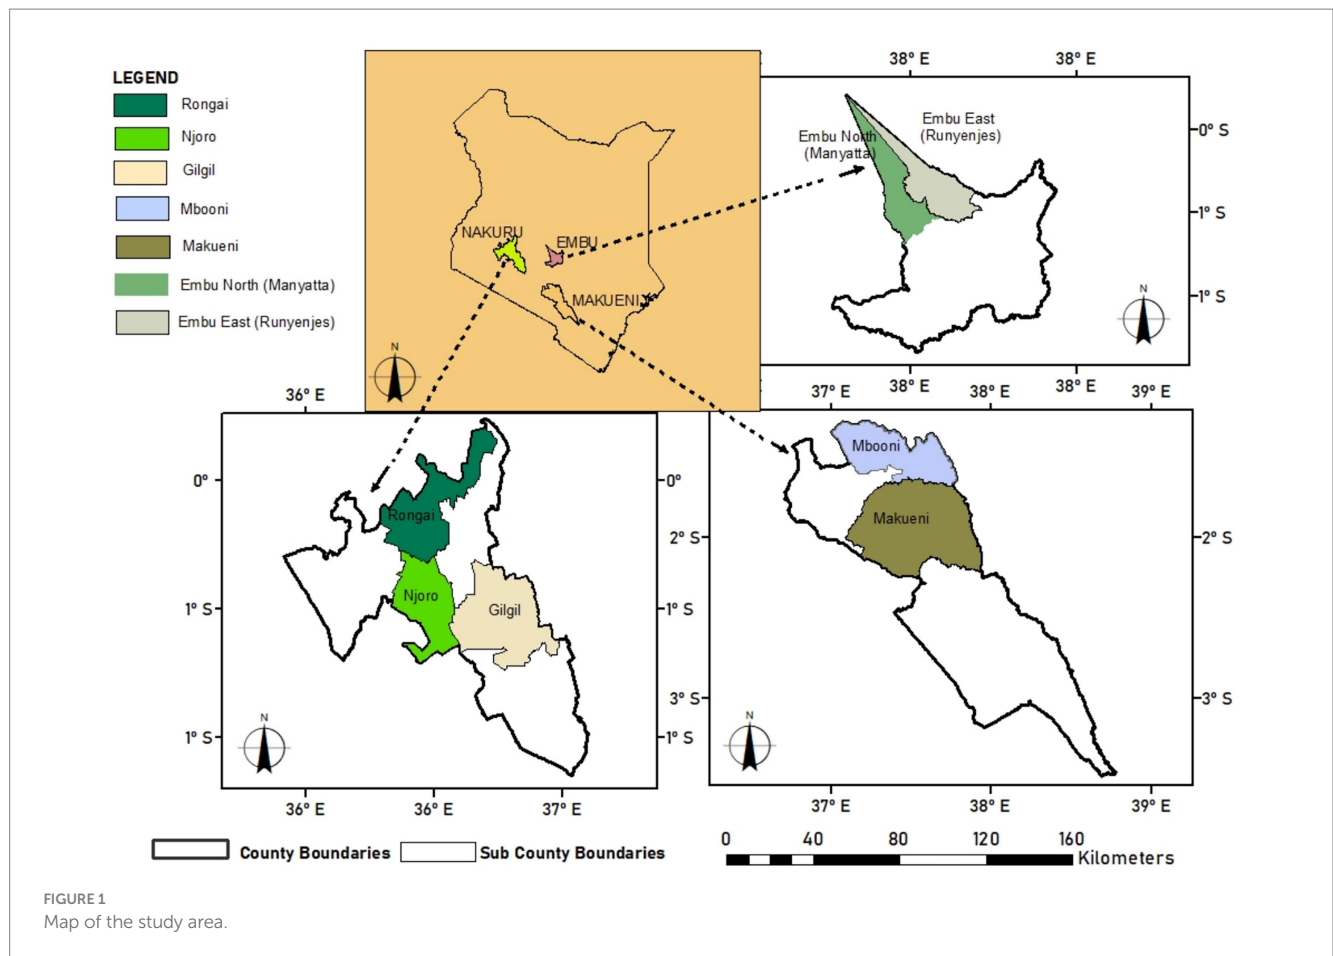 LEGEND
Rongai
Njoro
Gilgil
Mbooni
Makueni
Embu North (Manyatta)
Embu East (Runyenjes)
NAKURU
EMBU
MAKUENI
N
38° E
38° E
Embu North
(Manyatta)
Embu East
(Runyenjes)
0° S
1° S
1° S
N
38° E
38° E
36° E
0°
1° S
1° S
Rongai
Njoro
Gilgil
N
0°
1° S
1° S
36° E
36° E
37° E
37° E
38° E
39° E
2° S
3° S
Mbooni
Makueni
N
2° S
3° S
37° E
38° E
39° E
County Boundaries
Sub County Boundaries
0 40 80 120 160
Kilometers
FIGURE 1
Map of the study area.